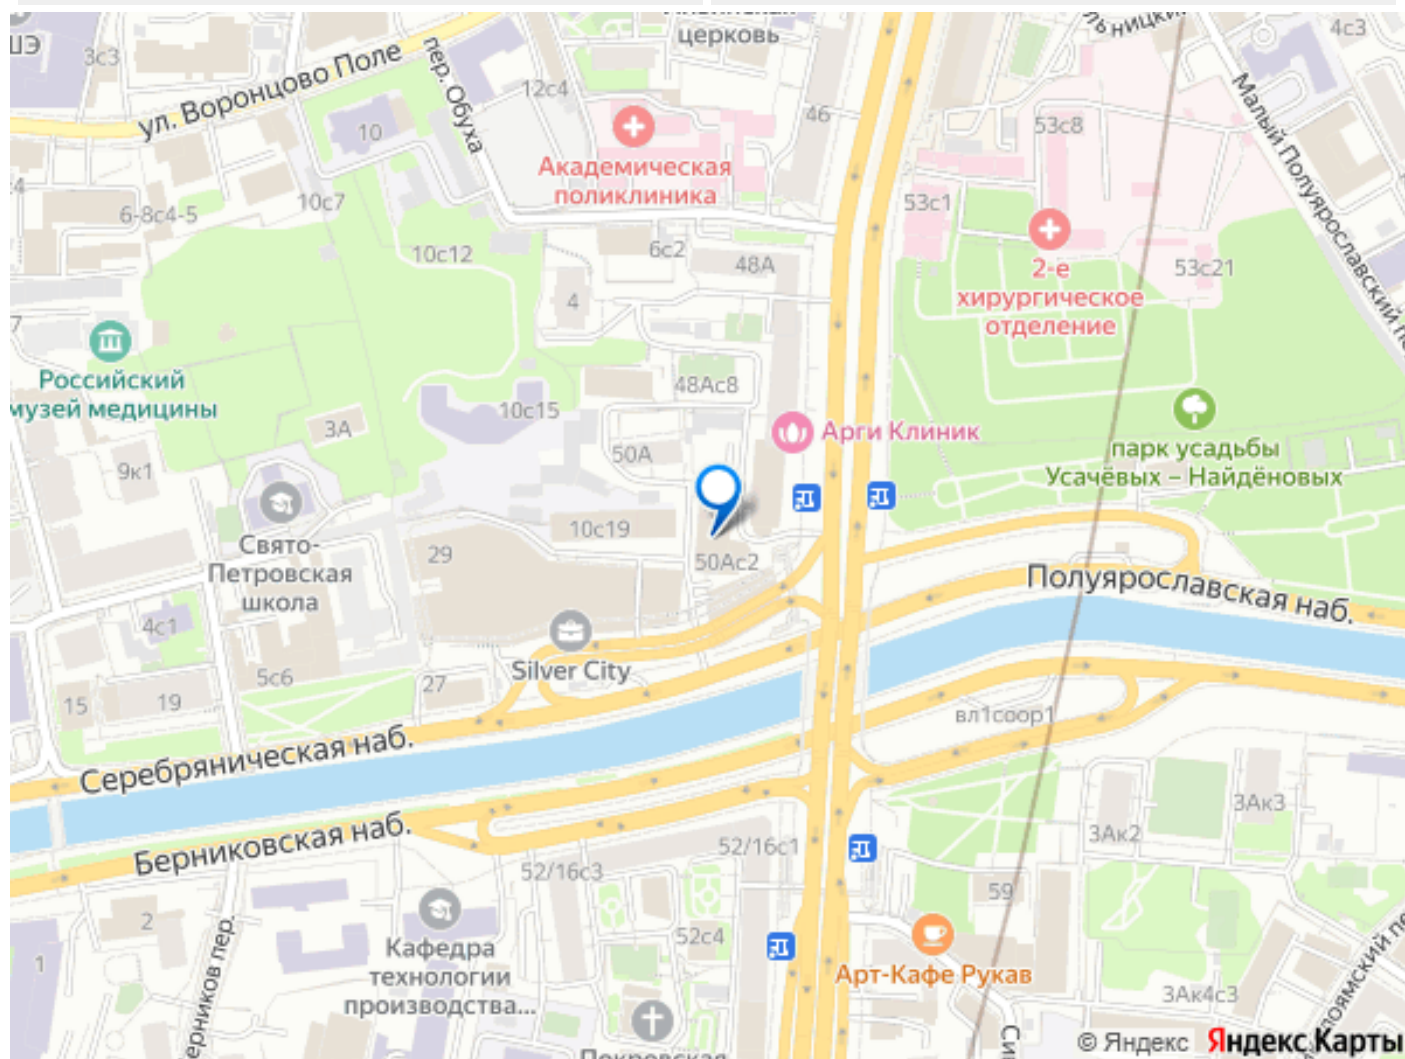 церковь
4с3
3с3
ул. Воронцово Поле
пер. Обуха
12с4
46
53с8
Малый Полуярославский пе
10
Академическая
поликлиника
53с1
6-8с4-5
10с7
10с12
6с2
48А
2-е
хирургическое
отделение
53с21
4
Российский
музей медицины
48Ас8
10с15
3А
Арги Клиник
парк усадьбы
Усачёвых – Найдёновых
9к1
50А
10с19
50Ас2
Свято-
Петровская
школа
29
Полуярославская наб.
4с1
Silver City
5с6
27
15
19
вл1соор1
Серебряническая наб.
Берниковская наб.
52/16с1
52/16с3
3Ак2
3Ак3
59
2
1
Кафедра
технологии
производства...
52с4
Арт-Кафе Рукав
3Ак4с3
© Яндекс Яндекс Карты